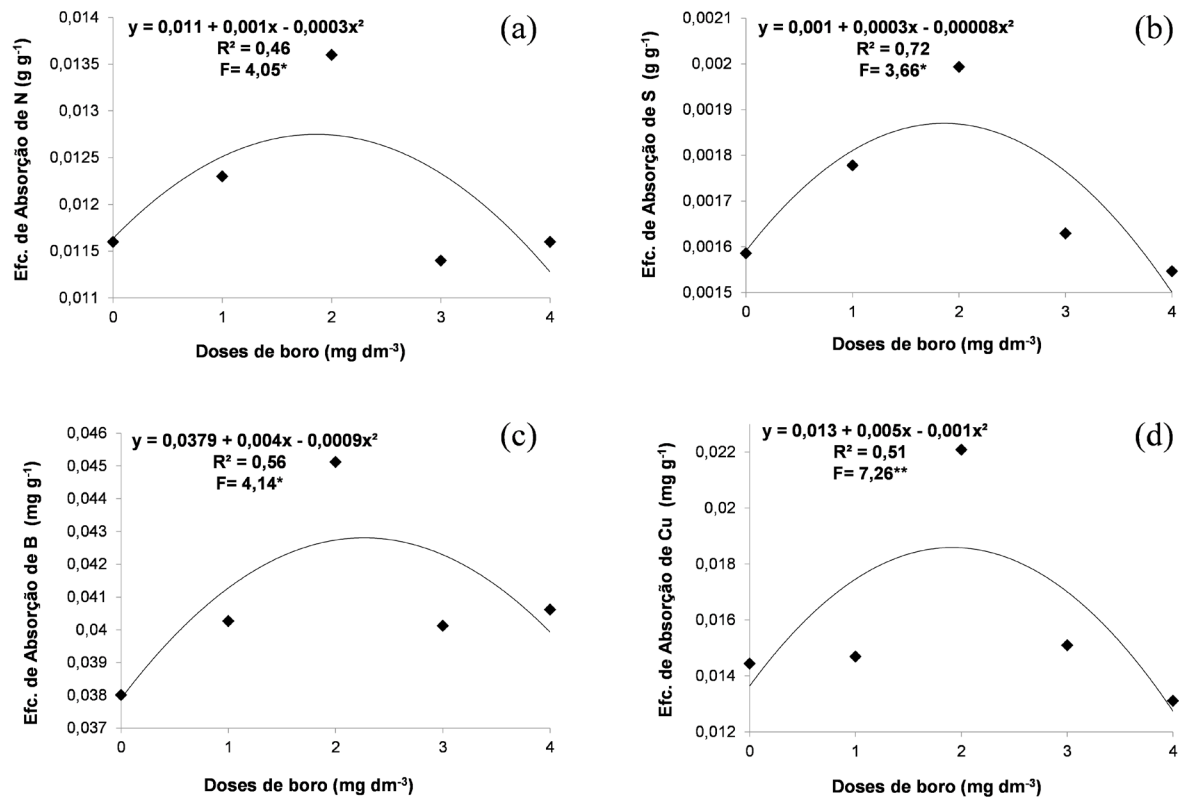 y = 0,011 + 0,001x - 0,0003x²
R² = 0,46
F= 4,05*
(a)
Efc. de Absorção de N (g g⁻¹)
0,014
0,0135
0,013
0,0125
0,012
0,0115
0,011
0 1 2 3 4
Doses de boro (mg dm⁻³)
y = 0,001 + 0,0003x - 0,00008x²
R² = 0,72
F= 3,66*
(b)
Efc. de Absorção de S (g g⁻¹)
0,0021
0,002
0,0019
0,0018
0,0017
0,0016
0,0015
0 1 2 3 4
Doses de boro (mg dm⁻³)
y = 0,0379 + 0,004x - 0,0009x²
R² = 0,56
F= 4,14*
(c)
Efc. de Absorção de B (mg g⁻¹)
0,046
0,045
0,044
0,043
0,042
0,041
0,04
0,039
0,038
0,037
0 1 2 3 4
Doses de boro (mg dm⁻³)
y = 0,013 + 0,005x - 0,001x²
R² = 0,51
F= 7,26**
(d)
Efc. de Absorção de Cu (mg g⁻¹)
0,022
0,02
0,018
0,016
0,014
0,012
0 1 2 3 4
Doses de boro (mg dm⁻³)